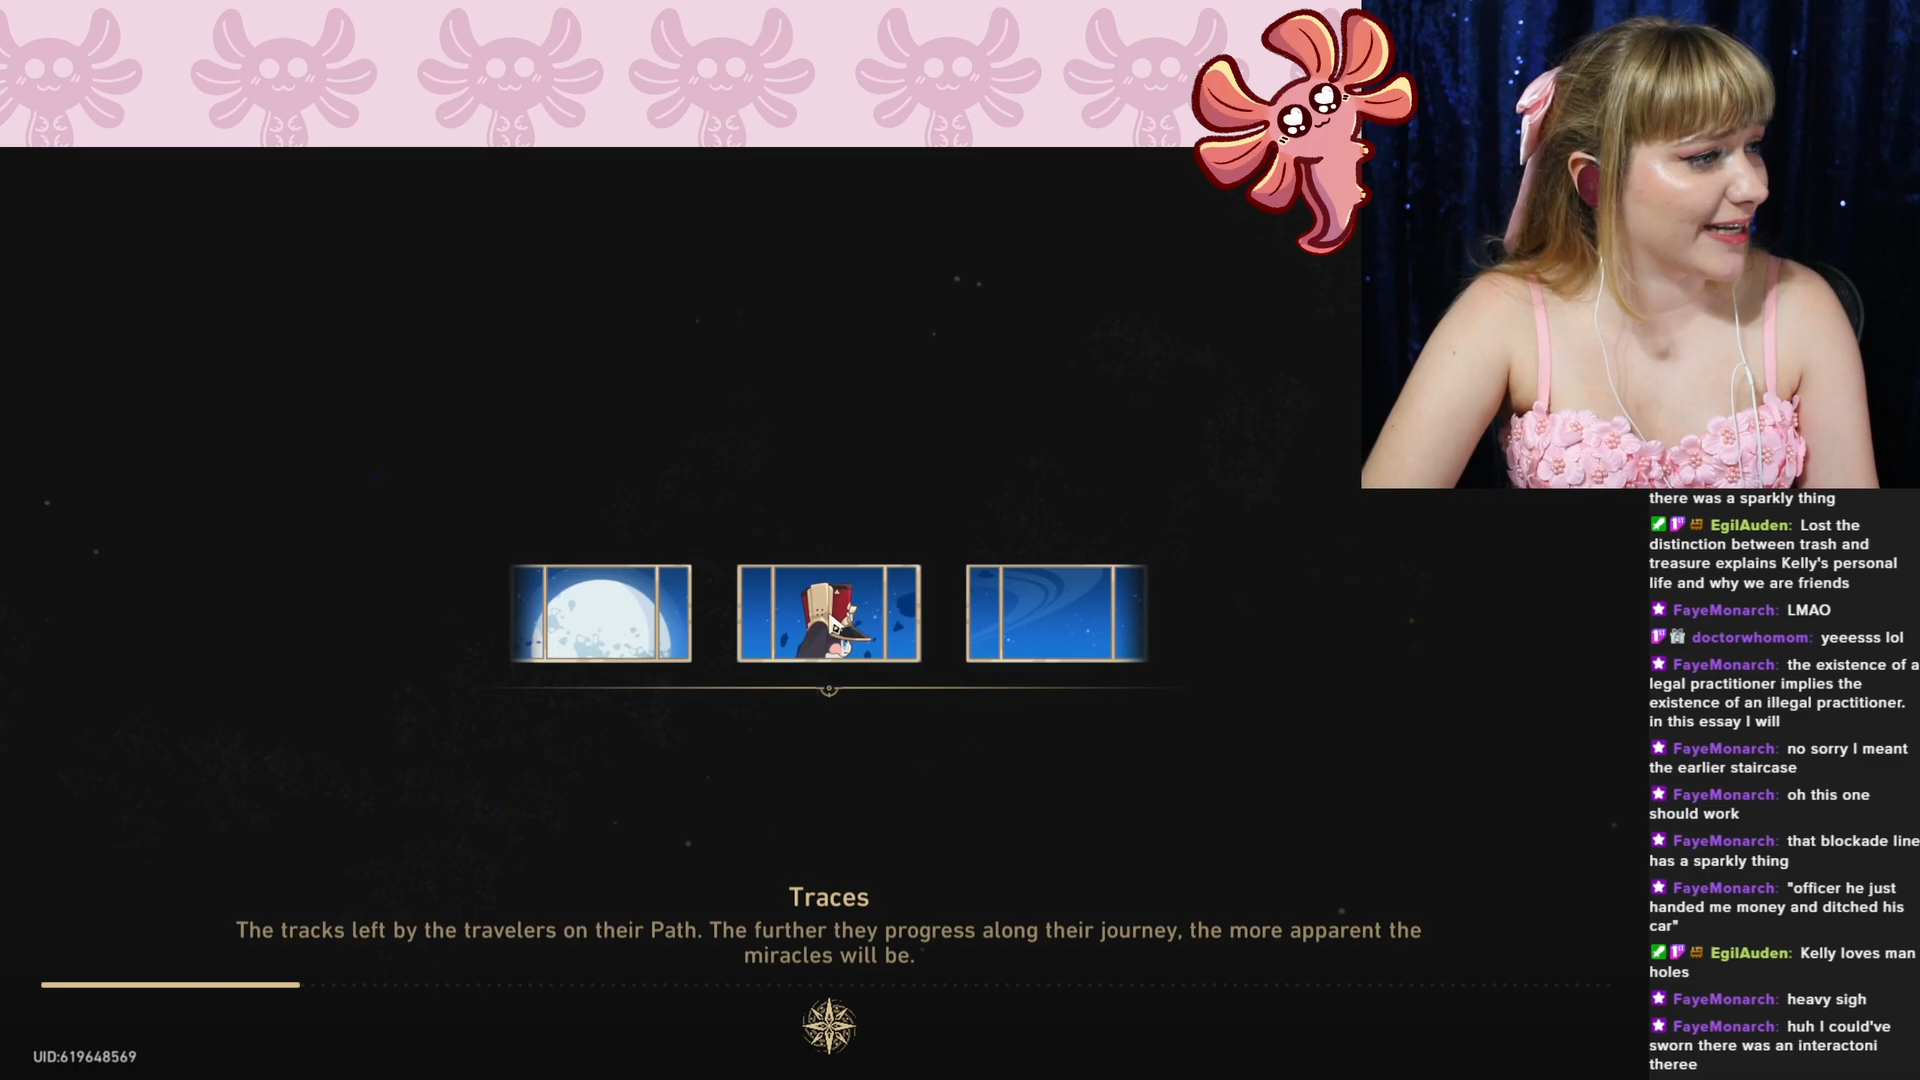 there was a sparkly thing
EgilAuden: Lost the
distinction between trash and
treasure explains Kelly's personal
life and why we are friends
FayeMonarch: LMAO
doctorwhomom: yeeesss lol
FayeMonarch: the existence of a
legal practitioner implies the
existence of an illegal practitioner.
in this essay I will
FayeMonarch: no sorry I meant
the earlier staircase
FayeMonarch: oh this one
should work
FayeMonarch: that blockade line
has a sparkly thing
FayeMonarch: "officer he just
handed me money and ditched his
car"
EgilAuden: Kelly loves man
holes
FayeMonarch: heavy sigh
FayeMonarch: huh I could've
sworn there was an interactoni
theree
Traces
The tracks left by the travelers on their Path. The further they progress along their journey, the more apparent the
miracles will be.
UID:619648569